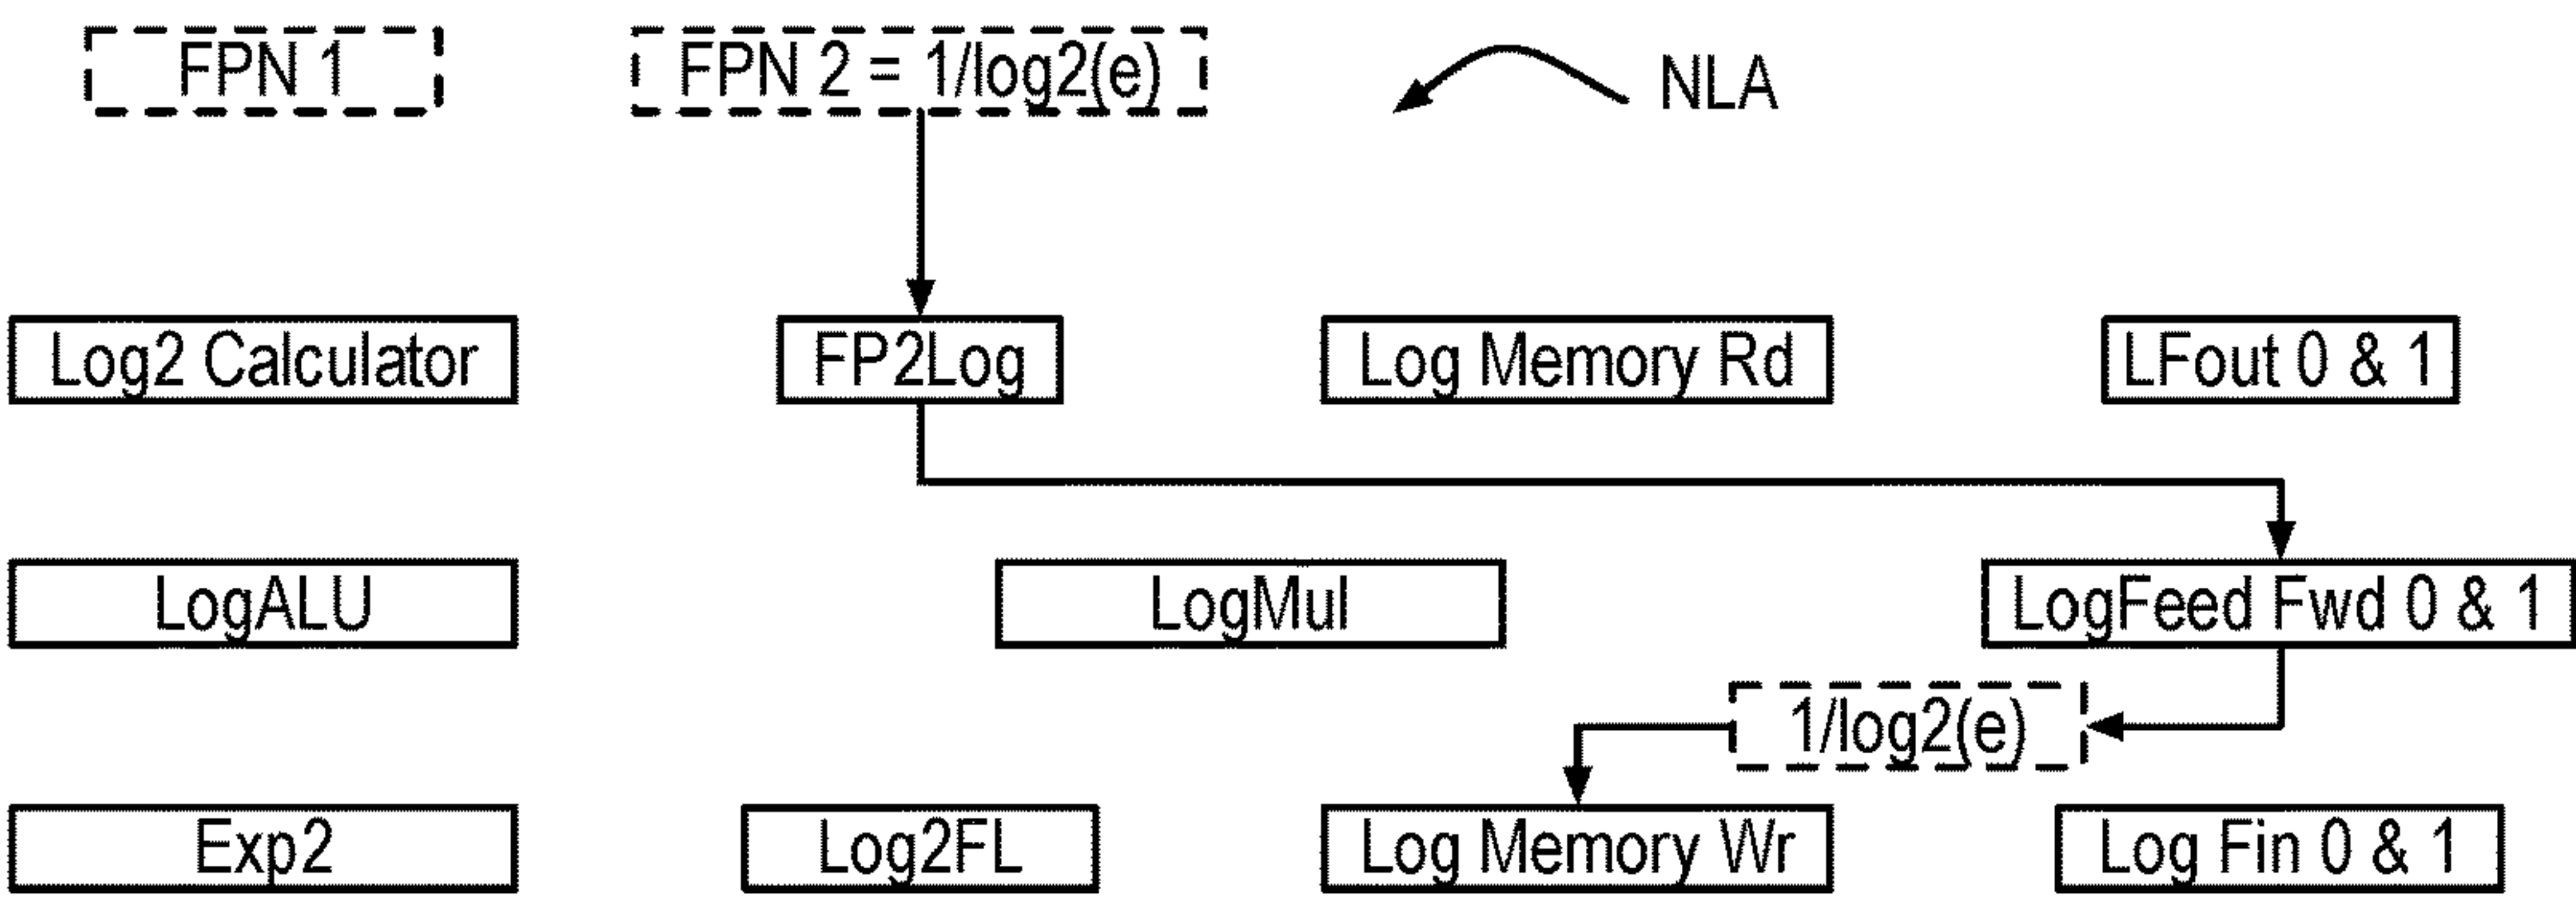 FPN 1
FPN 2 = 1/log2(e)
NLA
Log2 Calculator
FP2Log
Log Memory Rd
LFout 0 & 1
LogALU
LogMul
LogFeed Fwd 0 & 1
1/log2(e)
Exp2
Log2FL
Log Memory Wr
Log Fin 0 & 1